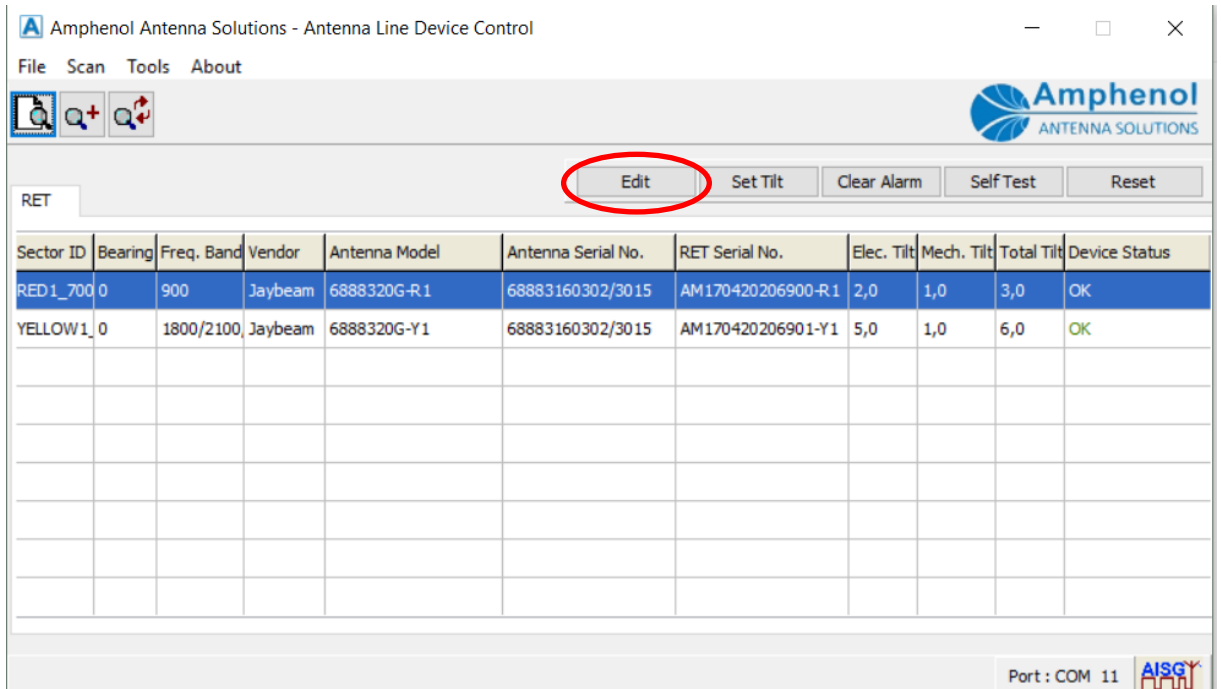 Amphenol Antenna Solutions - Antenna Line Device Control
File Scan Tools About
Amphenol
ANTENNA SOLUTIONS
Edit Set Tilt Clear Alarm Self Test Reset
RET
Sector ID Bearing Freq. Band Vendor Antenna Model Antenna Serial No. RET Serial No. Elec. Tilt Mech. Tilt Total Tilt Device Status
RED1_700 0 900 Jaybeam 6888320G-R1 68883160302/3015 AM170420206900-R1 2,0 1,0 3,0 OK
YELLOW1_ 0 1800/2100, Jaybeam 6888320G-Y1 68883160302/3015 AM170420206901-Y1 5,0 1,0 6,0 OK
Port : COM 11 AISG